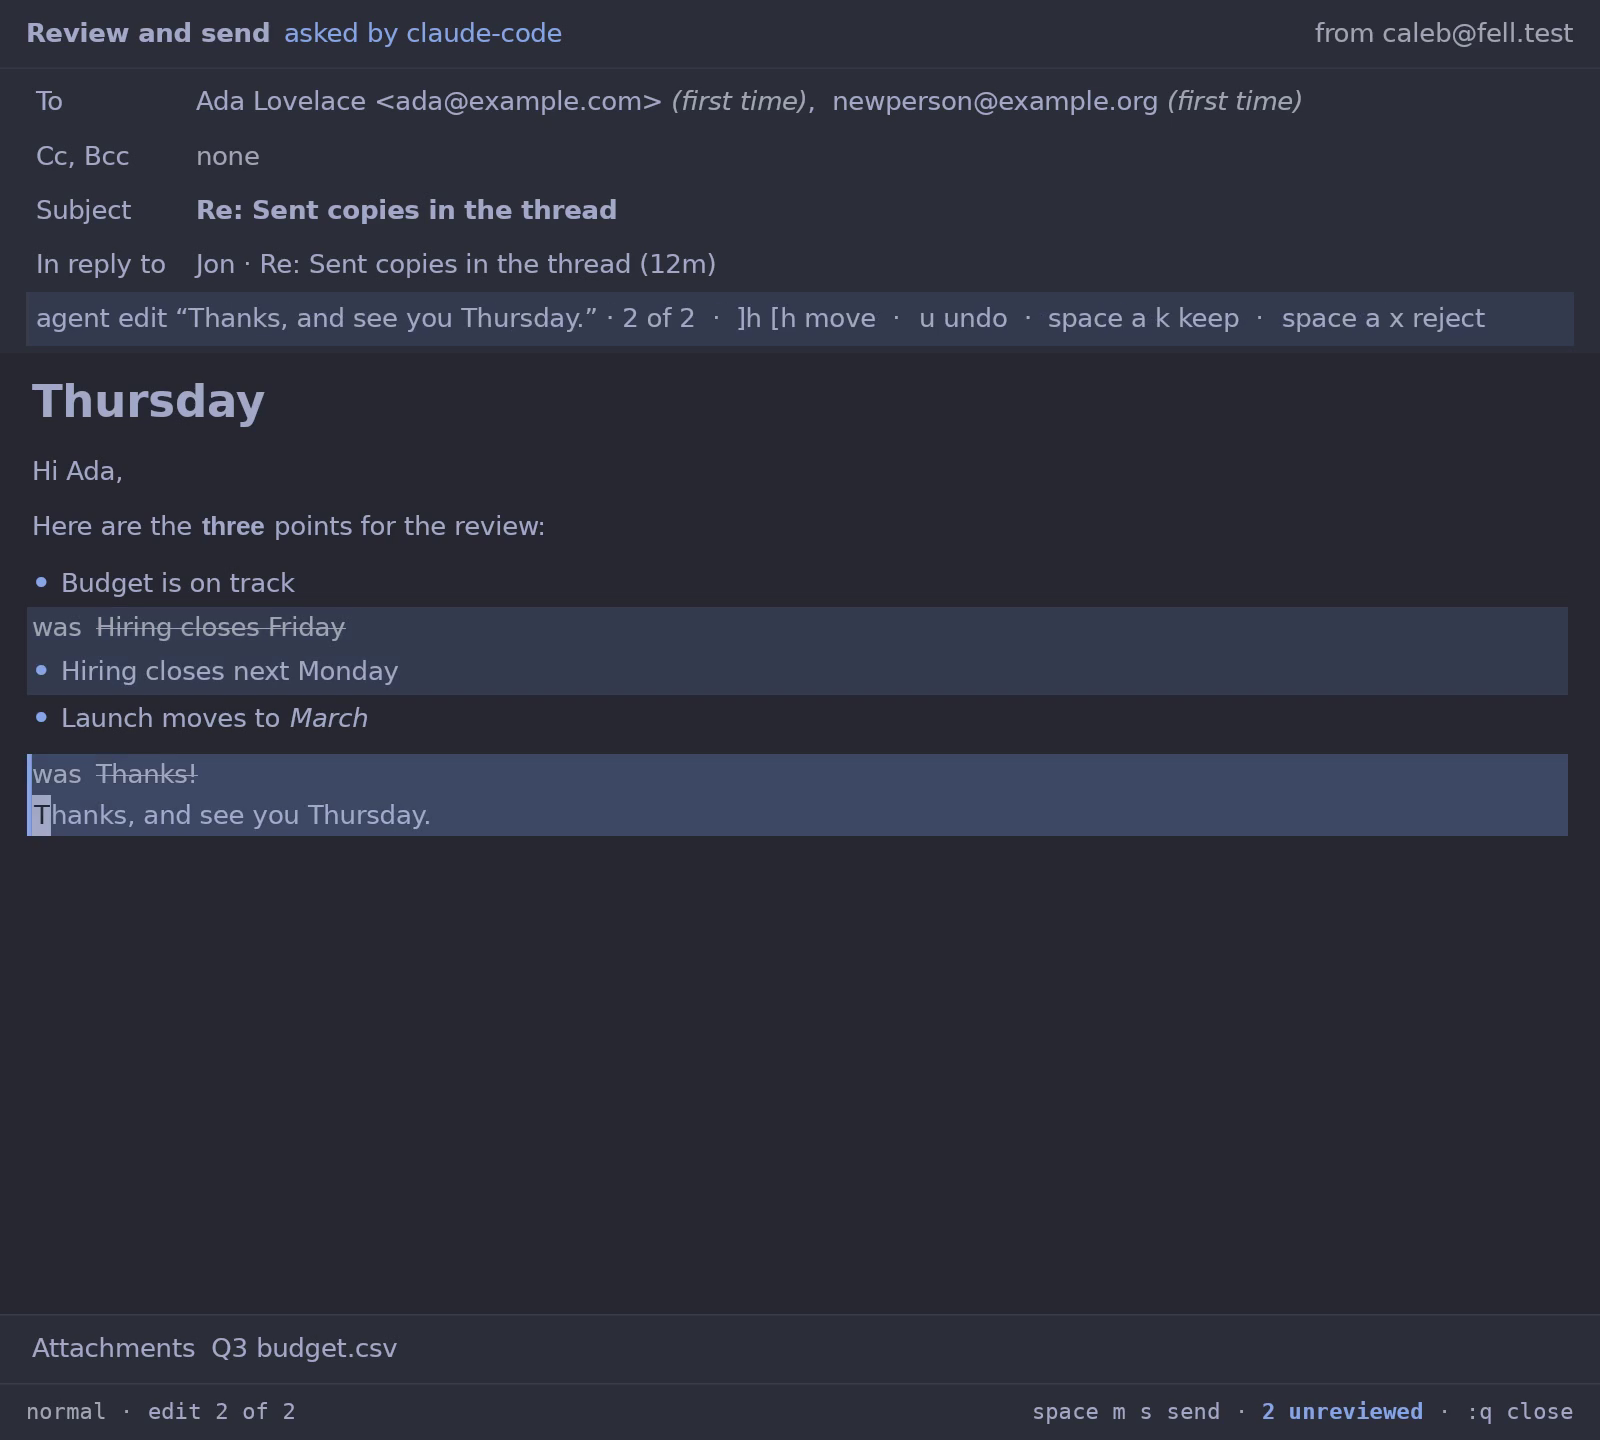 Review and send asked by claude-code from caleb@fell.test
To Ada Lovelace <ada@example.com> (first time), newperson@example.org (first time)
Cc, Bcc none
Subject Re: Sent copies in the thread
In reply to Jon · Re: Sent copies in the thread (12m)
agent edit “Thanks, and see you Thursday.” · 2 of 2 · ]h [h move · u undo · space a k keep · space a x reject
Thursday
Hi Ada,
Here are the three points for the review:
• Budget is on track
was Hiring closes Friday
• Hiring closes next Monday
• Launch moves to March
was Thanks!
Thanks, and see you Thursday.
Attachments Q3 budget.csv
normal · edit 2 of 2 space m s send · 2 unreviewed · :q close